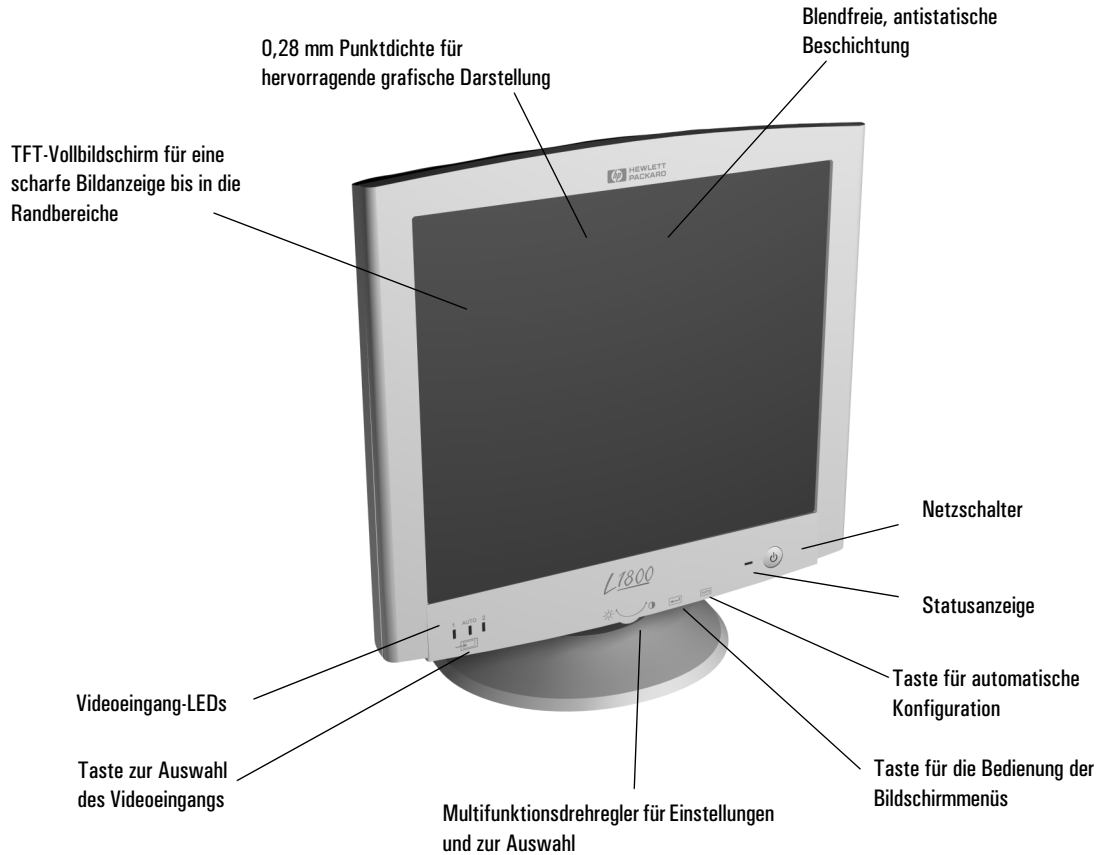 Blendfreie, antistatische
Beschichtung
0,28 mm Punktdichte für
hervorragende grafische Darstellung
TFT-Vollbildschirm für eine
scharfe Bildanzeige bis in die
Randbereiche
HEWLETT
PACKARD
Netzschalter
L1800
Statusanzeige
1 AUTO 2
Taste für automatische
Konfiguration
Videoeingang-LEDs
Taste für die Bedienung der
Bildschirmmenüs
Taste zur Auswahl
des Videoeingangs
Multifunktionsdrehregler für Einstellungen
und zur Auswahl